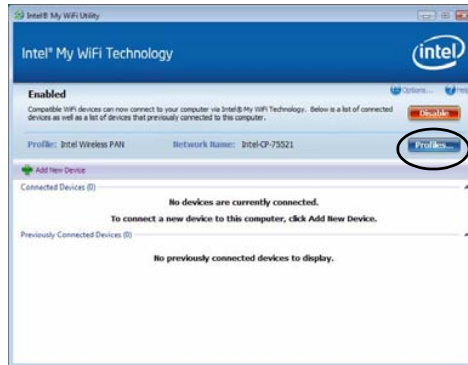 Intel® My WiFi Utility
Intel® My WiFi Technology
intel
Enabled
Options...
Help
Compatible WiFi devices can now connect to your computer via Intel® My WiFi Technology. Below is a list of connected
devices as well as a list of devices that previously connected to this computer.
Disable
Profile: Intel Wireless PAN
Network Name: Intel-CP-75521
Profiles...
Add New Device
Connected Devices (0)
No devices are currently connected.
To connect a new device to this computer, click Add New Device.
Previously Connected Devices (0)
No previously connected devices to display.